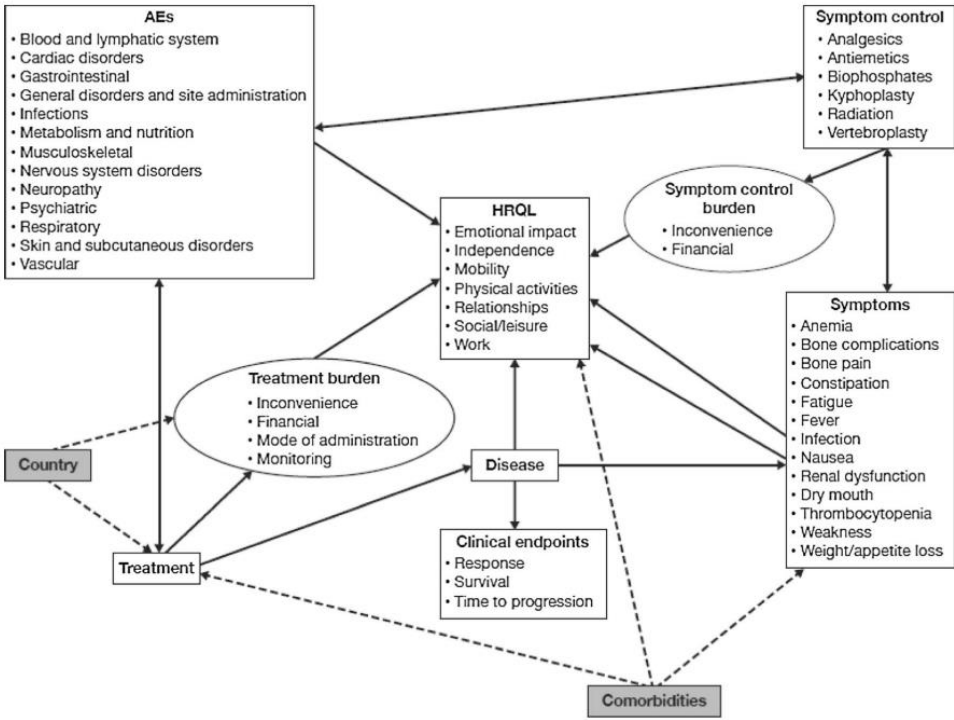 AEs
• Blood and lymphatic system
• Cardiac disorders
• Gastrointestinal
• General disorders and site administration
• Infections
• Metabolism and nutrition
• Musculoskeletal
• Nervous system disorders
• Neuropathy
• Psychiatric
• Respiratory
• Skin and subcutaneous disorders
• Vascular
Symptom control
• Analgesics
• Antiemetics
• Biophosphates
• Kyphoplasty
• Radiation
• Vertebroplasty
Symptom control
burden
• Inconvenience
• Financial
HRQL
• Emotional impact
• Independence
• Mobility
• Physical activities
• Relationships
• Social/leisure
• Work
Symptoms
• Anemia
• Bone complications
• Bone pain
• Constipation
• Fatigue
• Fever
• Infection
• Nausea
• Renal dysfunction
• Dry mouth
• Thrombocytopenia
• Weakness
• Weight/appetite loss
Treatment burden
• Inconvenience
• Financial
• Mode of administration
• Monitoring
Country
Disease
Treatment
Clinical endpoints
• Response
• Survival
• Time to progression
Comorbidities